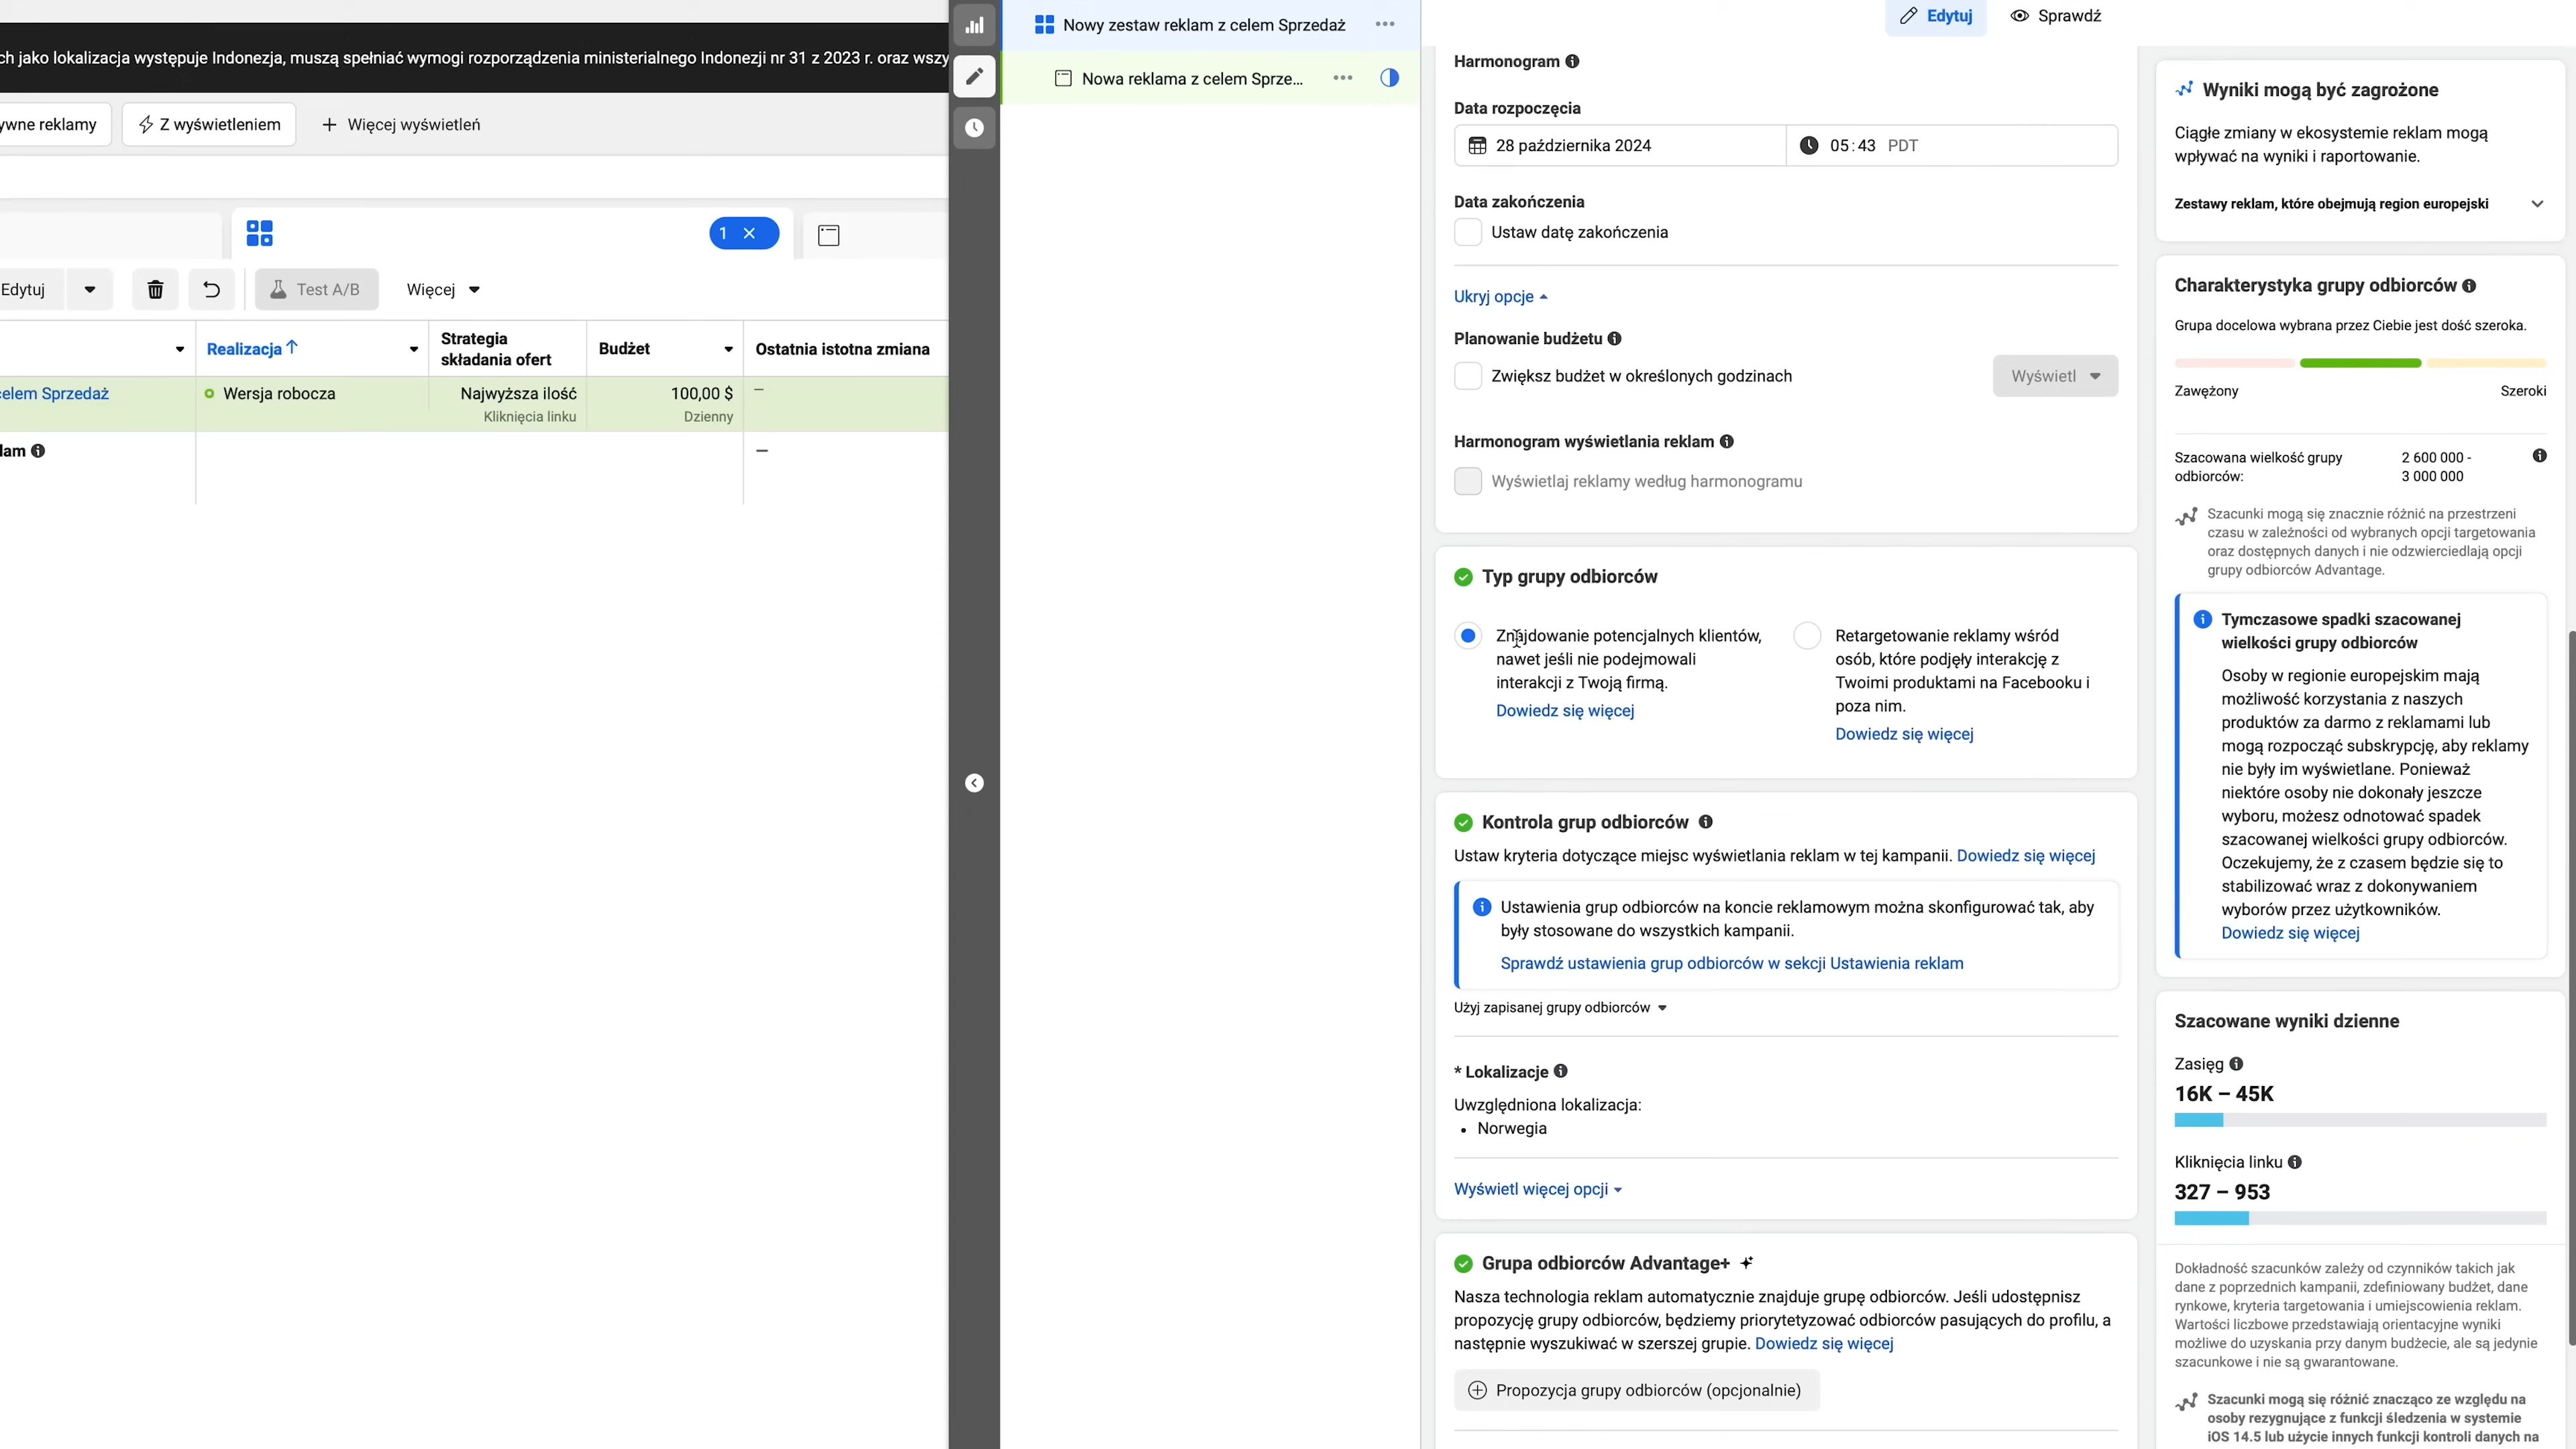 ch jako lokalizacja występuje Indonezja, muszą spełniać wymogi rozporządzenia ministerialnego Indonezji nr 31 z 2023 r. oraz wszy
ywne reklamy
Z wyświetleniem
+ Więcej wyświetleń
1 ×
Edytuj
Test A/B
Więcej
Realizacja ↑
Strategia
składania ofert
Budżet
Ostatnia istotna zmiana
celem Sprzedaż
Wersja robocza
Najwyższa ilość
Kliknięcia linku
100,00 $
Dzienny
–
lam
–
Nowy zestaw reklam z celem Sprzedaż
Nowa reklama z celem Sprze...
Edytuj
Sprawdź
Harmonogram
Data rozpoczęcia
28 października 2024
05:43 PDT
Data zakończenia
Ustaw datę zakończenia
Ukryj opcje
Planowanie budżetu
Zwiększ budżet w określonych godzinach
Wyświetl
Harmonogram wyświetlania reklam
Wyświetlaj reklamy według harmonogramu
Typ grupy odbiorców
Znajdowanie potencjalnych klientów,
nawet jeśli nie podejmowali
interakcji z Twoją firmą.
Dowiedz się więcej
Retargetowanie reklamy wśród
osób, które podjęły interakcję z
Twoimi produktami na Facebooku i
poza nim.
Dowiedz się więcej
Kontrola grup odbiorców
Ustaw kryteria dotyczące miejsc wyświetlania reklam w tej kampanii. Dowiedz się więcej
Ustawienia grup odbiorców na koncie reklamowym można skonfigurować tak, aby
były stosowane do wszystkich kampanii.
Sprawdź ustawienia grup odbiorców w sekcji Ustawienia reklam
Użyj zapisanej grupy odbiorców
* Lokalizacje
Uwzględniona lokalizacja:
• Norwegia
Wyświetl więcej opcji
Grupa odbiorców Advantage+
Nasza technologia reklam automatycznie znajduje grupę odbiorców. Jeśli udostępnisz
propozycję grupy odbiorców, będziemy priorytetyzować odbiorców pasujących do profilu, a
następnie wyszukiwać w szerszej grupie. Dowiedz się więcej
Propozycja grupy odbiorców (opcjonalnie)
Wyniki mogą być zagrożone
Ciągłe zmiany w ekosystemie reklam mogą
wpływać na wyniki i raportowanie.
Zestawy reklam, które obejmują region europejski
Charakterystyka grupy odbiorców
Grupa docelowa wybrana przez Ciebie jest dość szeroka.
Zawężony
Szeroki
Szacowana wielkość grupy
odbiorców:
2 600 000 -
3 000 000
Szacunki mogą się znacznie różnić na przestrzeni
czasu w zależności od wybranych opcji targetowania
oraz dostępnych danych i nie odzwierciedlają opcji
grupy odbiorców Advantage.
Tymczasowe spadki szacowanej
wielkości grupy odbiorców
Osoby w regionie europejskim mają
możliwość korzystania z naszych
produktów za darmo z reklamami lub
mogą rozpocząć subskrypcję, aby reklamy
nie były im wyświetlane. Ponieważ
niektóre osoby nie dokonały jeszcze
wyboru, możesz odnotować spadek
szacowanej wielkości grupy odbiorców.
Oczekujemy, że z czasem będzie się to
stabilizować wraz z dokonywaniem
wyborów przez użytkowników.
Dowiedz się więcej
Szacowane wyniki dzienne
Zasięg
16K – 45K
Kliknięcia linku
327 – 953
Dokładność szacunków zależy od czynników takich jak
dane z poprzednich kampanii, zdefiniowany budżet, dane
rynkowe, kryteria targetowania i umiejscowienia reklam.
Wartości liczbowe przedstawiają orientacyjne wyniki
możliwe do uzyskania przy danym budżecie, ale są jedynie
szacunkowe i nie są gwarantowane.
Szacunki mogą się różnić znacząco ze względu na
osoby rezygnujące z funkcji śledzenia w systemie
iOS 14.5 lub użycie innych funkcji kontroli danych na